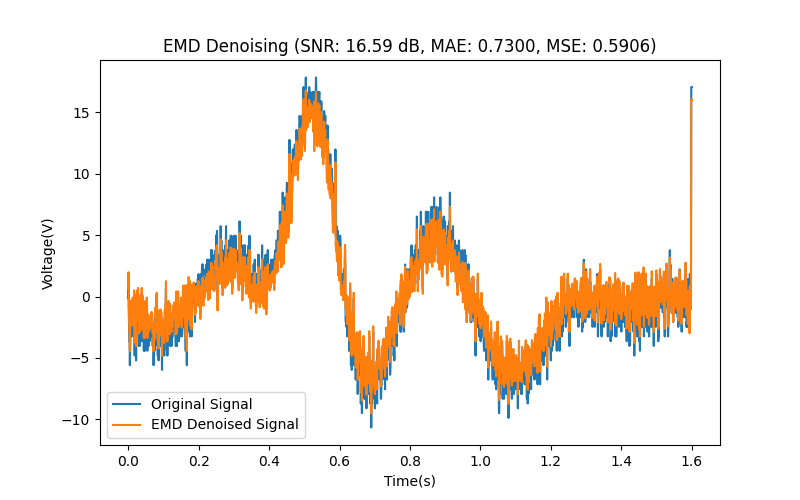 EMD Denoising (SNR: 16.59 dB, MAE: 0.7300, MSE: 0.5906)
Voltage(V)
15
10
5
0
−5
−10
Original Signal
EMD Denoised Signal
0.0 0.2 0.4 0.6 0.8 1.0 1.2 1.4 1.6
Time(s)